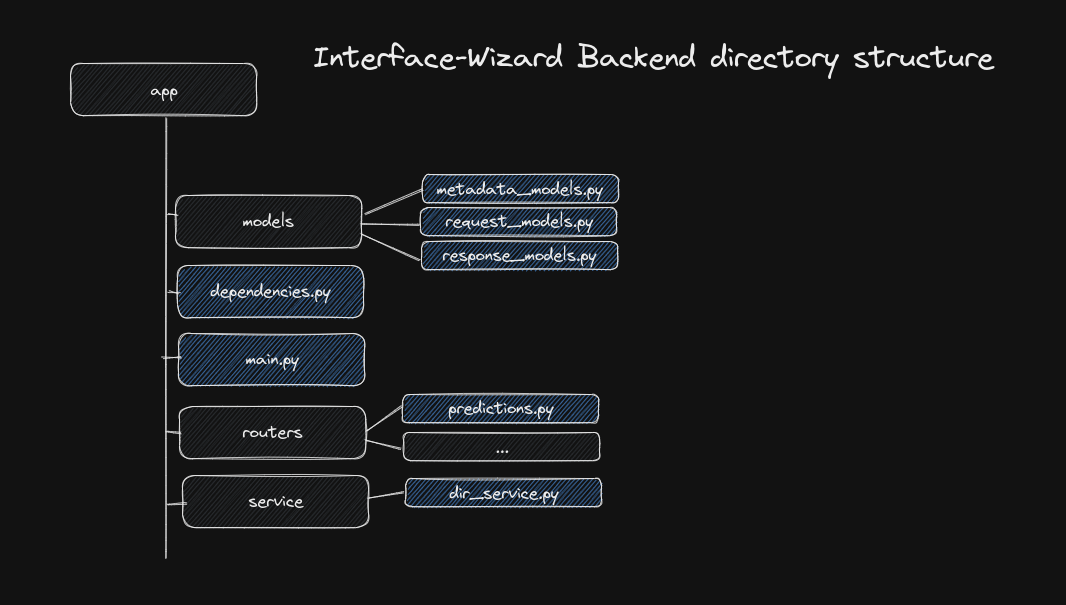 Interface-Wizard Backend directory structure
app
models
metadata_models.py
request_models.py
response_models.py
dependencies.py
main.py
routers
predictions.py
...
service
dir_service.py